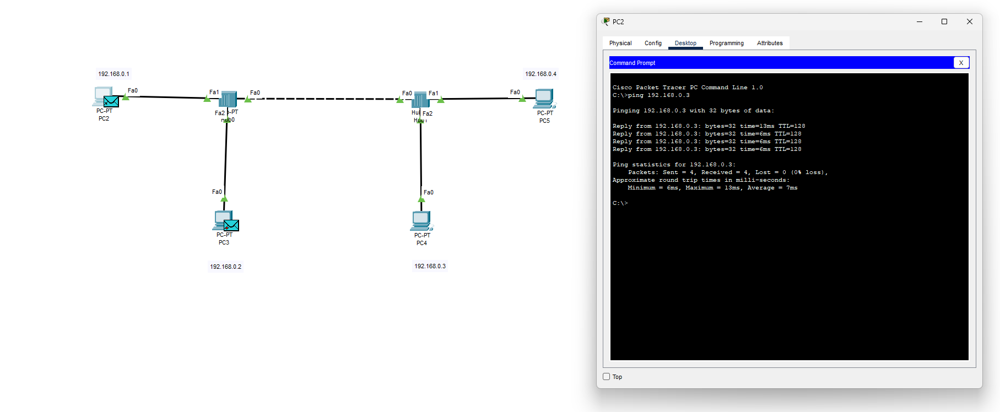 192.168.0.1
Fa0
PC-PT
PC2
Fa1
Fa0
Fa2
-PT
Fa0
PC-PT
PC3
192.168.0.2
192.168.0.4
Fa0
Fa1
Fa2
Fa0
PC-PT
PC5
Fa0
PC-PT
PC4
192.168.0.3
PC2
Physical Config Desktop Programming Attributes
Command Prompt X
Cisco Packet Tracer PC Command Line 1.0
C:\>ping 192.168.0.3
Pinging 192.168.0.3 with 32 bytes of data:
Reply from 192.168.0.3: bytes=32 time=13ms TTL=128
Reply from 192.168.0.3: bytes=32 time=6ms TTL=128
Reply from 192.168.0.3: bytes=32 time=6ms TTL=128
Reply from 192.168.0.3: bytes=32 time=6ms TTL=128
Ping statistics for 192.168.0.3:
Packets: Sent = 4, Received = 4, Lost = 0 (0% loss),
Approximate round trip times in milli-seconds:
Minimum = 6ms, Maximum = 13ms, Average = 7ms
C:\>
Top